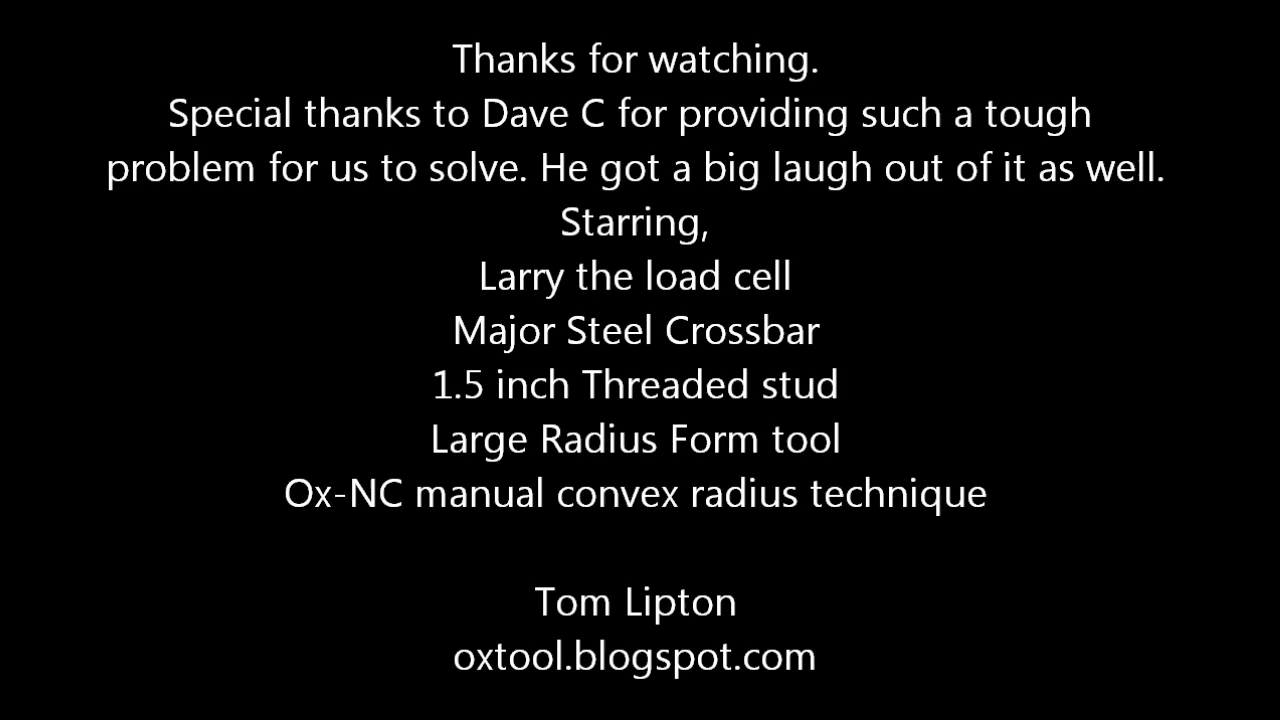 Thanks for watching.
Special thanks to Dave C for providing such a tough
problem for us to solve. He got a big laugh out of it as well.
Starring,
Larry the load cell
Major Steel Crossbar
1.5 inch Threaded stud
Large Radius Form tool
Ox-NC manual convex radius technique
Tom Lipton
oxtool.blogspot.com